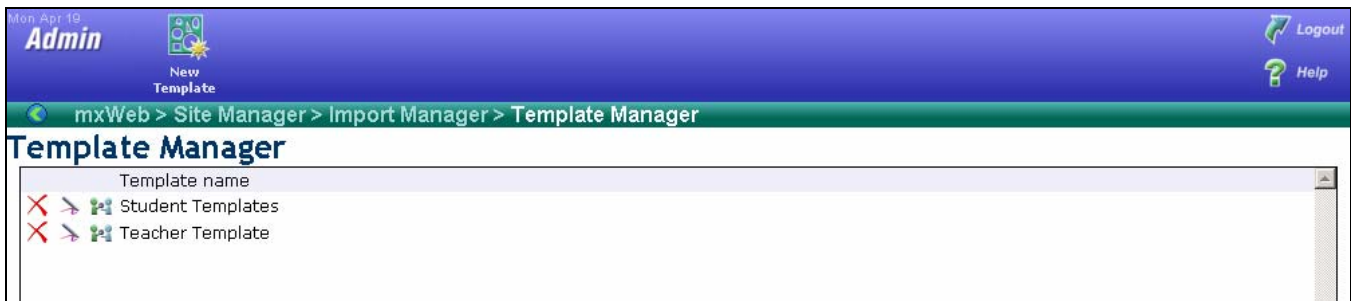 Mon Apr 19
Admin
New
Template
Logout
Help
mxWeb > Site Manager > Import Manager > Template Manager
Template Manager
Template name
Student Templates
Teacher Template